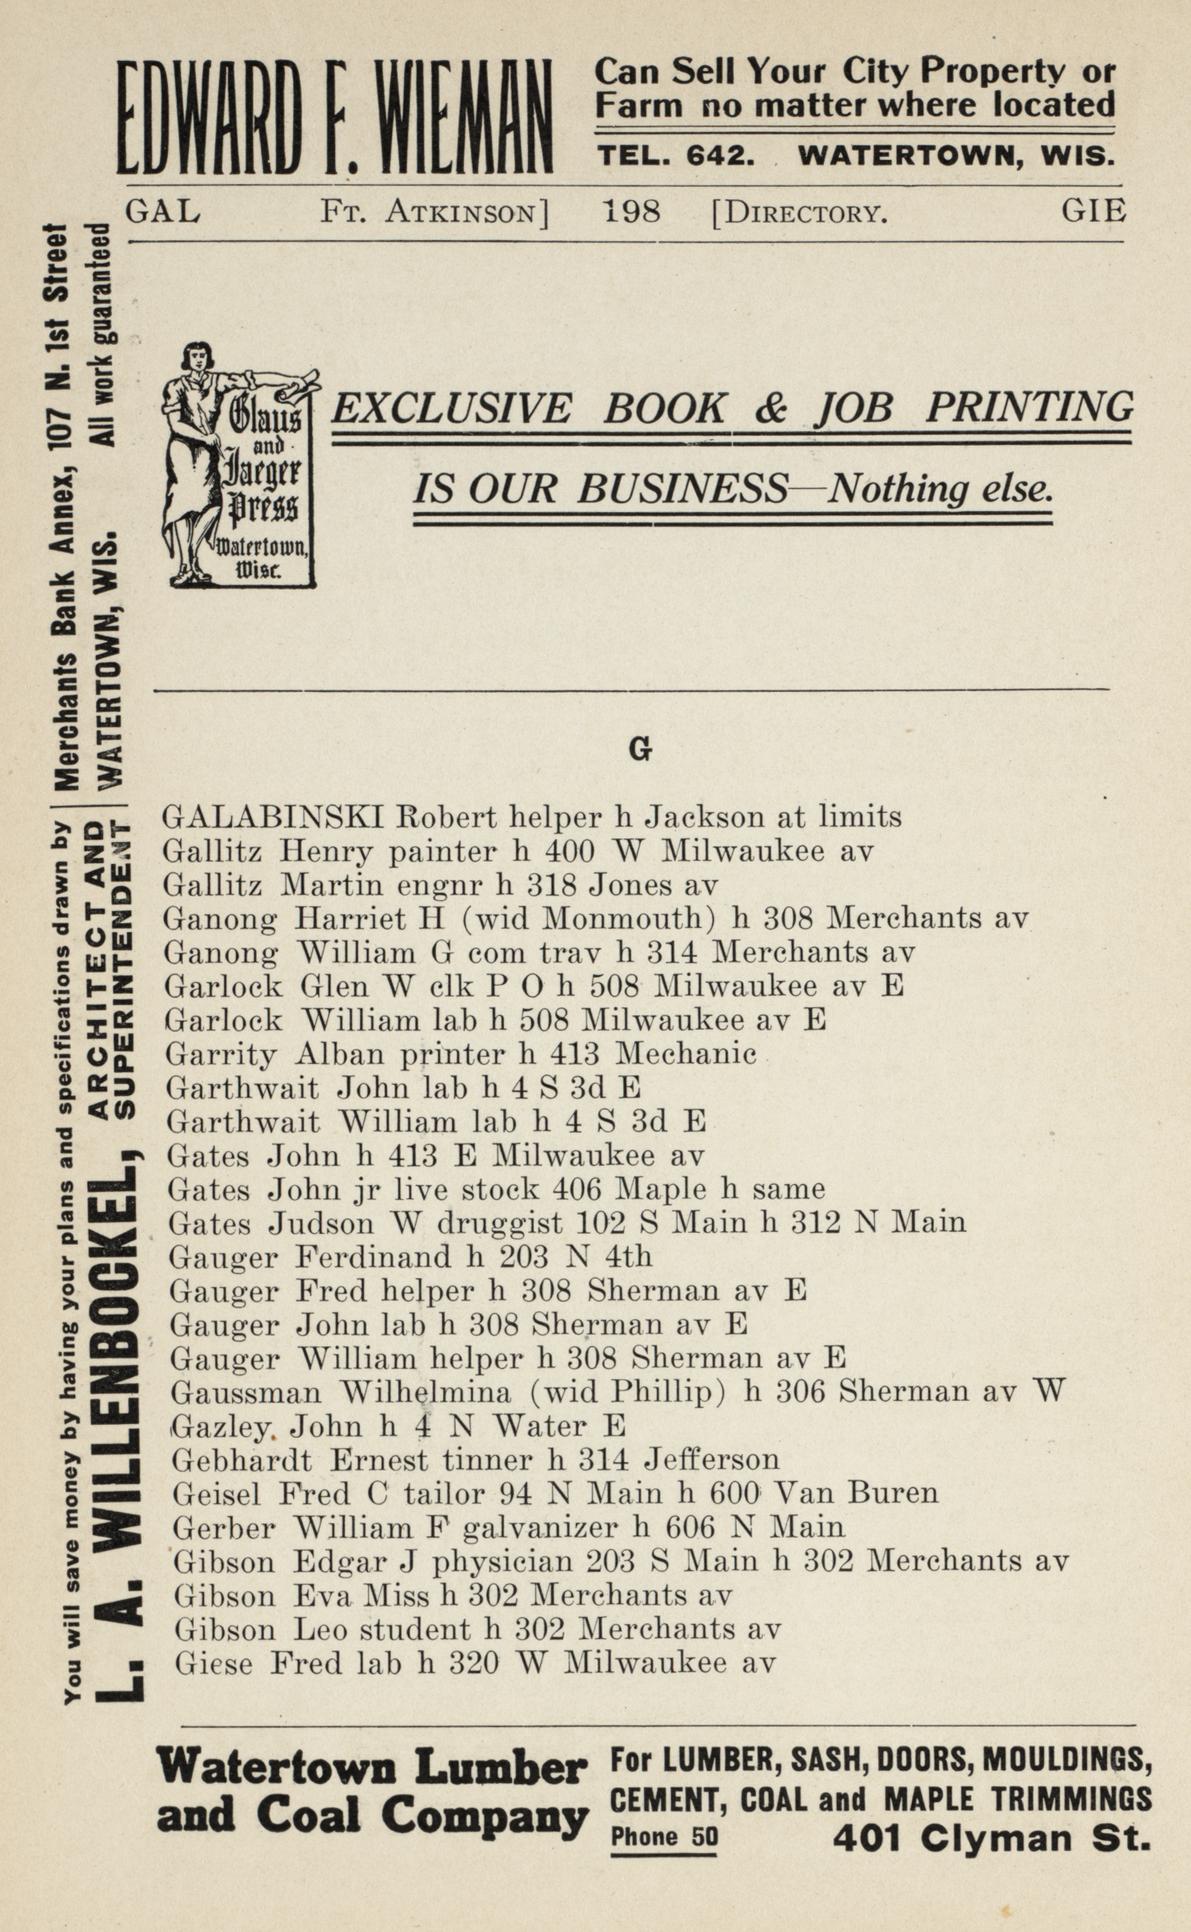 EDWARD F. WIEMAN
Can Sell Your City Property or
Farm no matter where located
TEL. 642. WATERTOWN, WIS.
GAL FT. ATKINSON] 198 [DIRECTORY. GIE
You will save money by having your plans and specifications drawn by
L. A. WILLENBOCKEL, ARCHITECT AND
SUPERINTENDENT
Merchants Bank Annex, 107 N. 1st Street
WATERTOWN, WIS. All work guaranteed
Glaus
and
Jaeger
Press
Watertown,
Wisc.
EXCLUSIVE BOOK & JOB PRINTING
IS OUR BUSINESS—Nothing else.
G
GALABINSKI Robert helper h Jackson at limits
Gallitz Henry painter h 400 W Milwaukee av
Gallitz Martin engnr h 318 Jones av
Ganong Harriet H (wid Monmouth) h 308 Merchants av
Ganong William G com trav h 314 Merchants av
Garlock Glen W clk P O h 508 Milwaukee av E
Garlock William lab h 508 Milwaukee av E
Garrity Alban printer h 413 Mechanic
Garthwait John lab h 4 S 3d E
Garthwait William lab h 4 S 3d E
Gates John h 413 E Milwaukee av
Gates John jr live stock 406 Maple h same
Gates Judson W druggist 102 S Main h 312 N Main
Gauger Ferdinand h 203 N 4th
Gauger Fred helper h 308 Sherman av E
Gauger John lab h 308 Sherman av E
Gauger William helper h 308 Sherman av E
Gaussman Wilhelmina (wid Phillip) h 306 Sherman av W
Gazley. John h 4 N Water E
Gebhardt Ernest tinner h 314 Jefferson
Geisel Fred C tailor 94 N Main h 600 Van Buren
Gerber William F galvanizer h 606 N Main
Gibson Edgar J physician 203 S Main h 302 Merchants av
Gibson Eva Miss h 302 Merchants av
Gibson Leo student h 302 Merchants av
Giese Fred lab h 320 W Milwaukee av
Watertown Lumber
and Coal Company
For LUMBER, SASH, DOORS, MOULDINGS,
CEMENT, COAL and MAPLE TRIMMINGS
Phone 50 401 Clyman St.